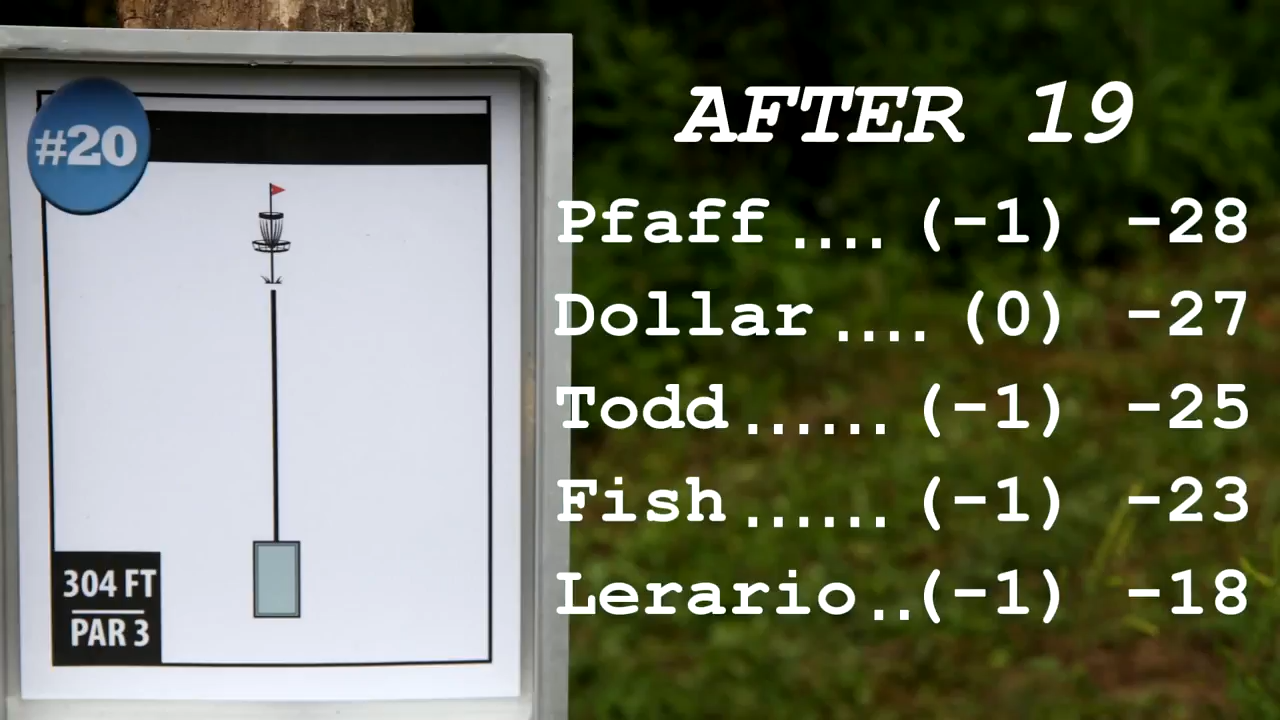 #20
304 FT
PAR 3
AFTER 19
Pfaff .... (-1) -28
Dollar .... (0) -27
Todd ...... (-1) -25
Fish ...... (-1) -23
Lerario ..(-1) -18